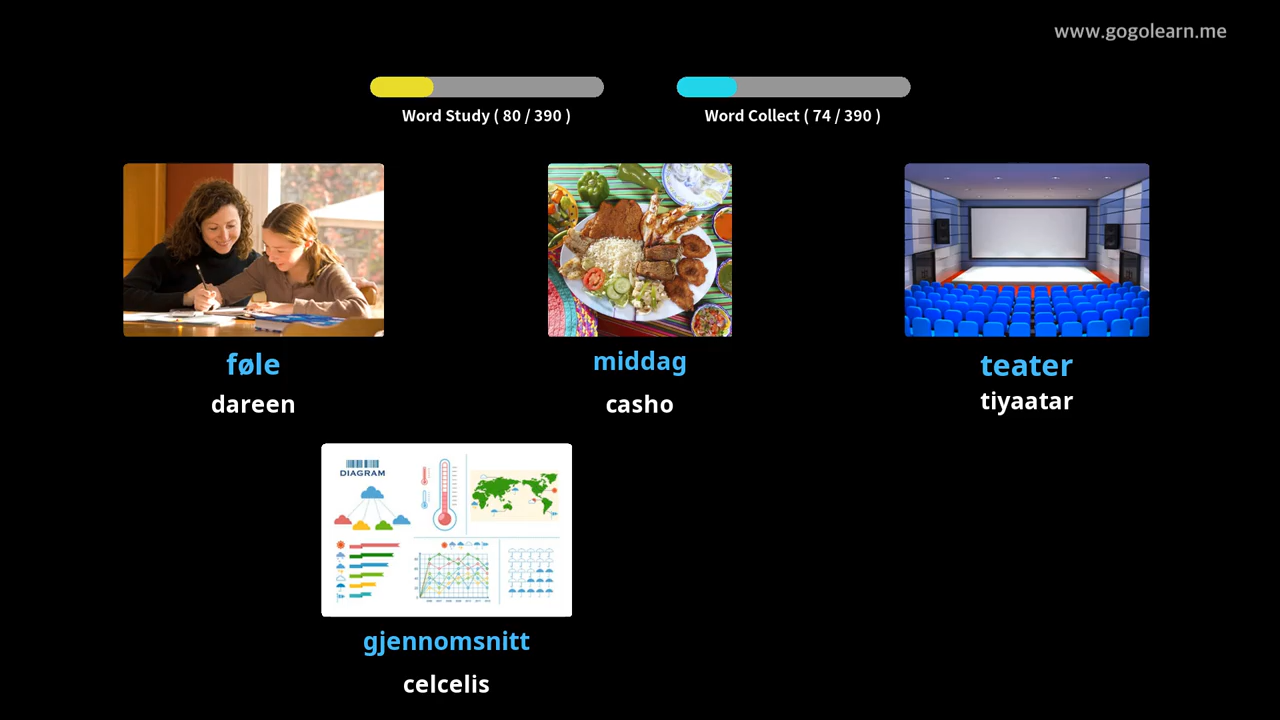 www.gogolearn.me
Word Study ( 80 / 390 )
Word Collect ( 74 / 390 )
føle
dareen
middag
casho
teater
tiyaatar
DIAGRAM
gjennomsnitt
celcelis